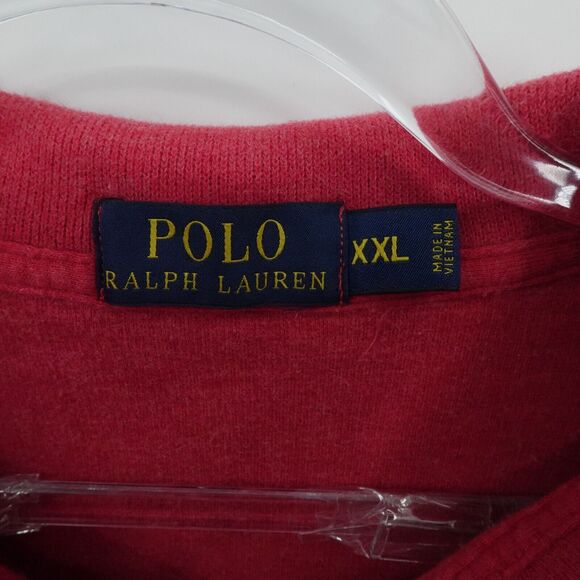 POLO
RALPH LAUREN
XXL
MADE IN
VIETNAM